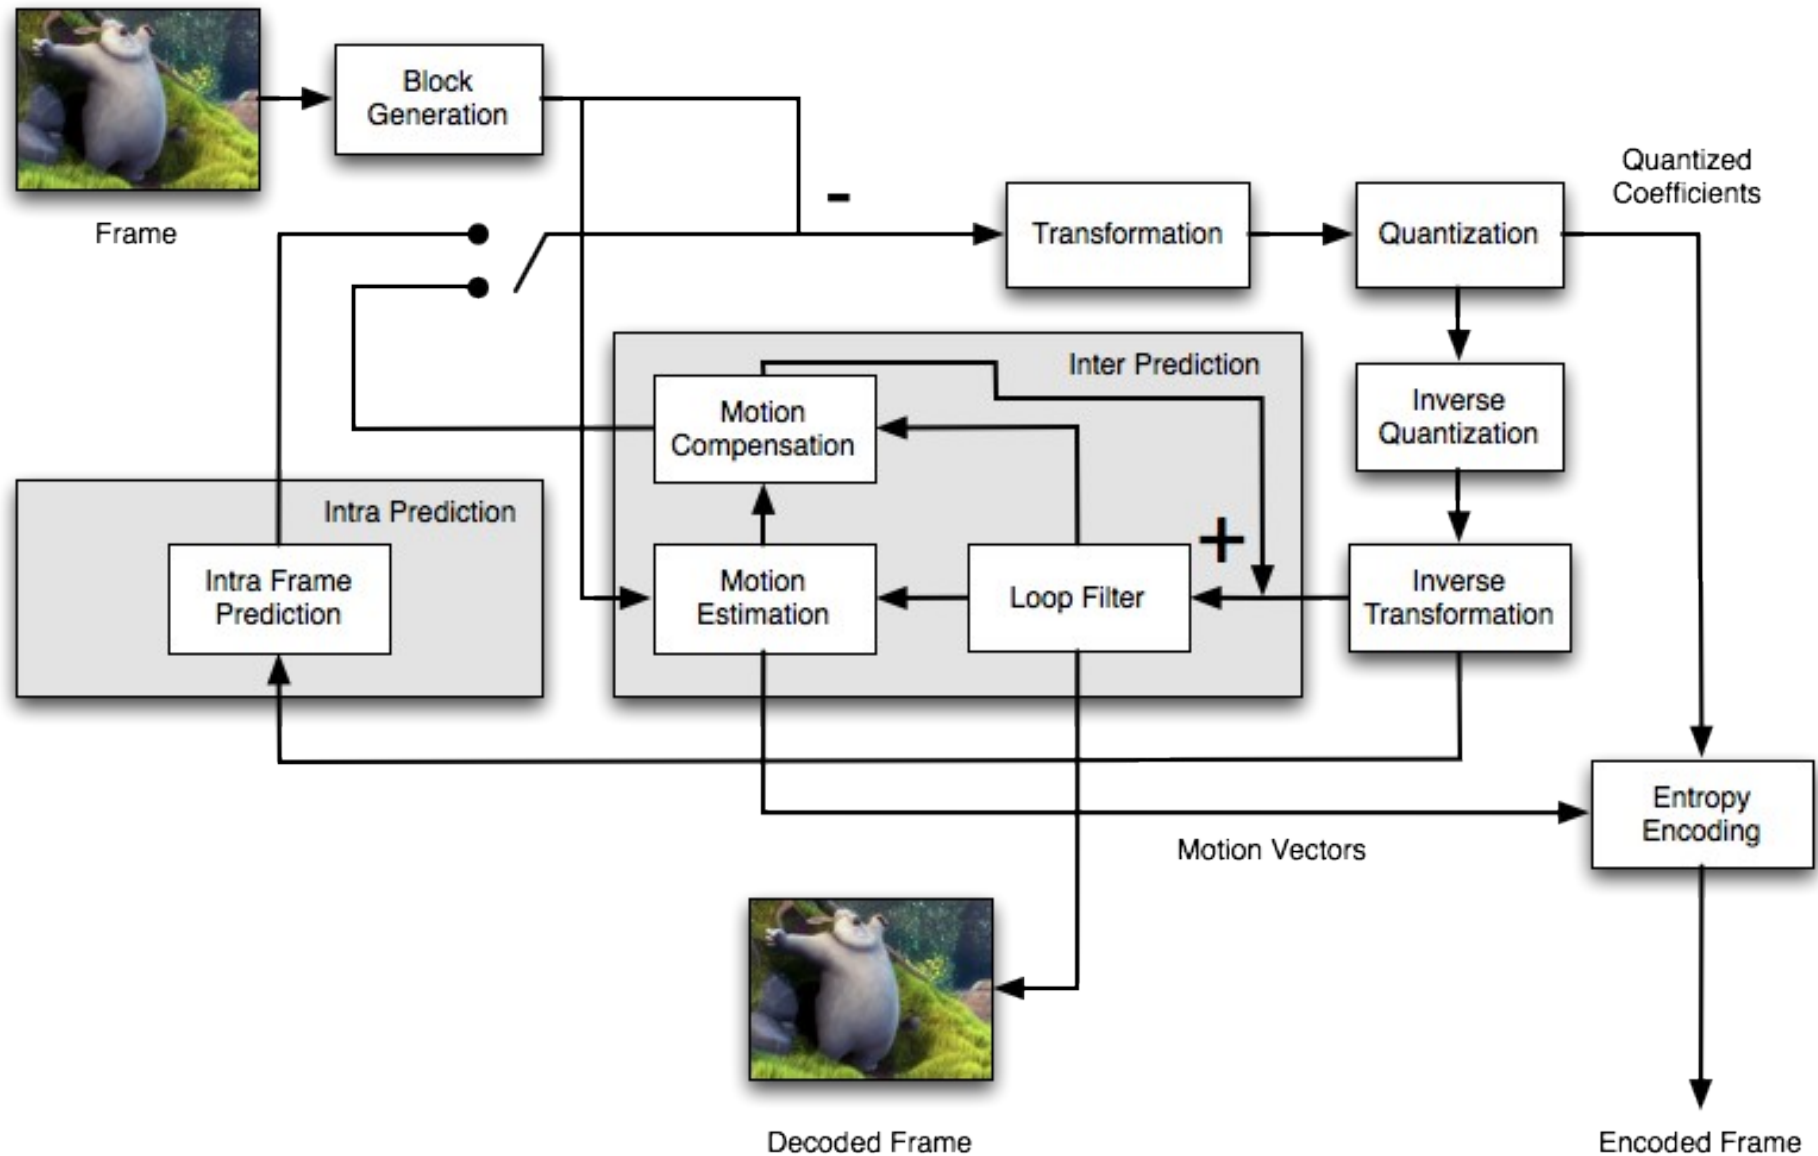 Block
Generation
Quantized
Coefficients
-
Frame
Transformation
Quantization
Inter Prediction
Motion
Compensation
Inverse
Quantization
Intra Prediction
+
Intra Frame
Prediction
Motion
Estimation
Loop Filter
Inverse
Transformation
Entropy
Encoding
Motion Vectors
Decoded Frame
Encoded Frame